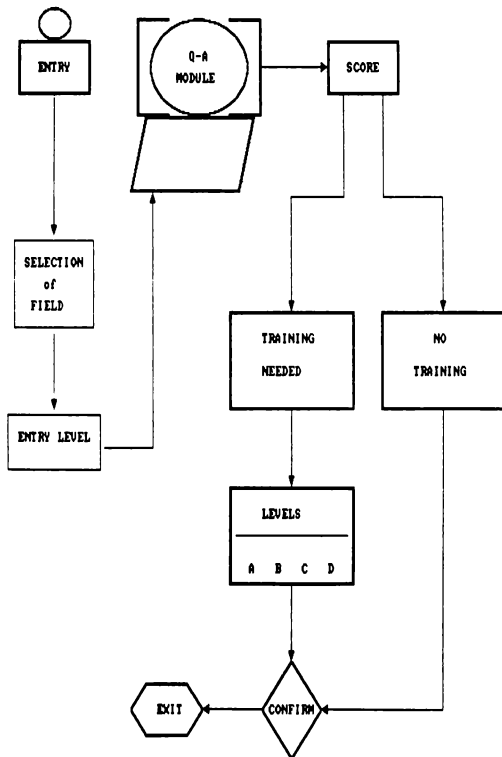 ENTRY
Q-A
MODULE
SCORE
SELECTION
of
FIELD
ENTRY LEVEL
TRAINING
NEEDED
NO
TRAINING
LEVELS
A B C D
CONFIRM
EXIT